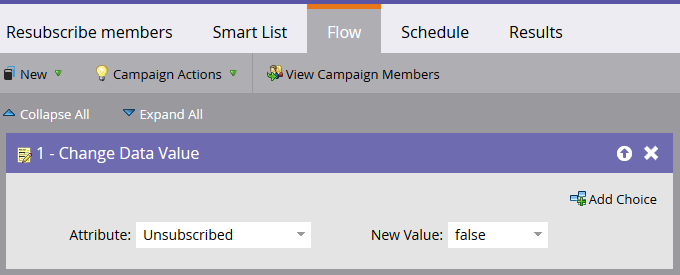 Resubscribe members Smart List Flow Schedule Results
New Campaign Actions View Campaign Members
Collapse All Expand All
1 - Change Data Value
Add Choice
Attribute: Unsubscribed New Value: false